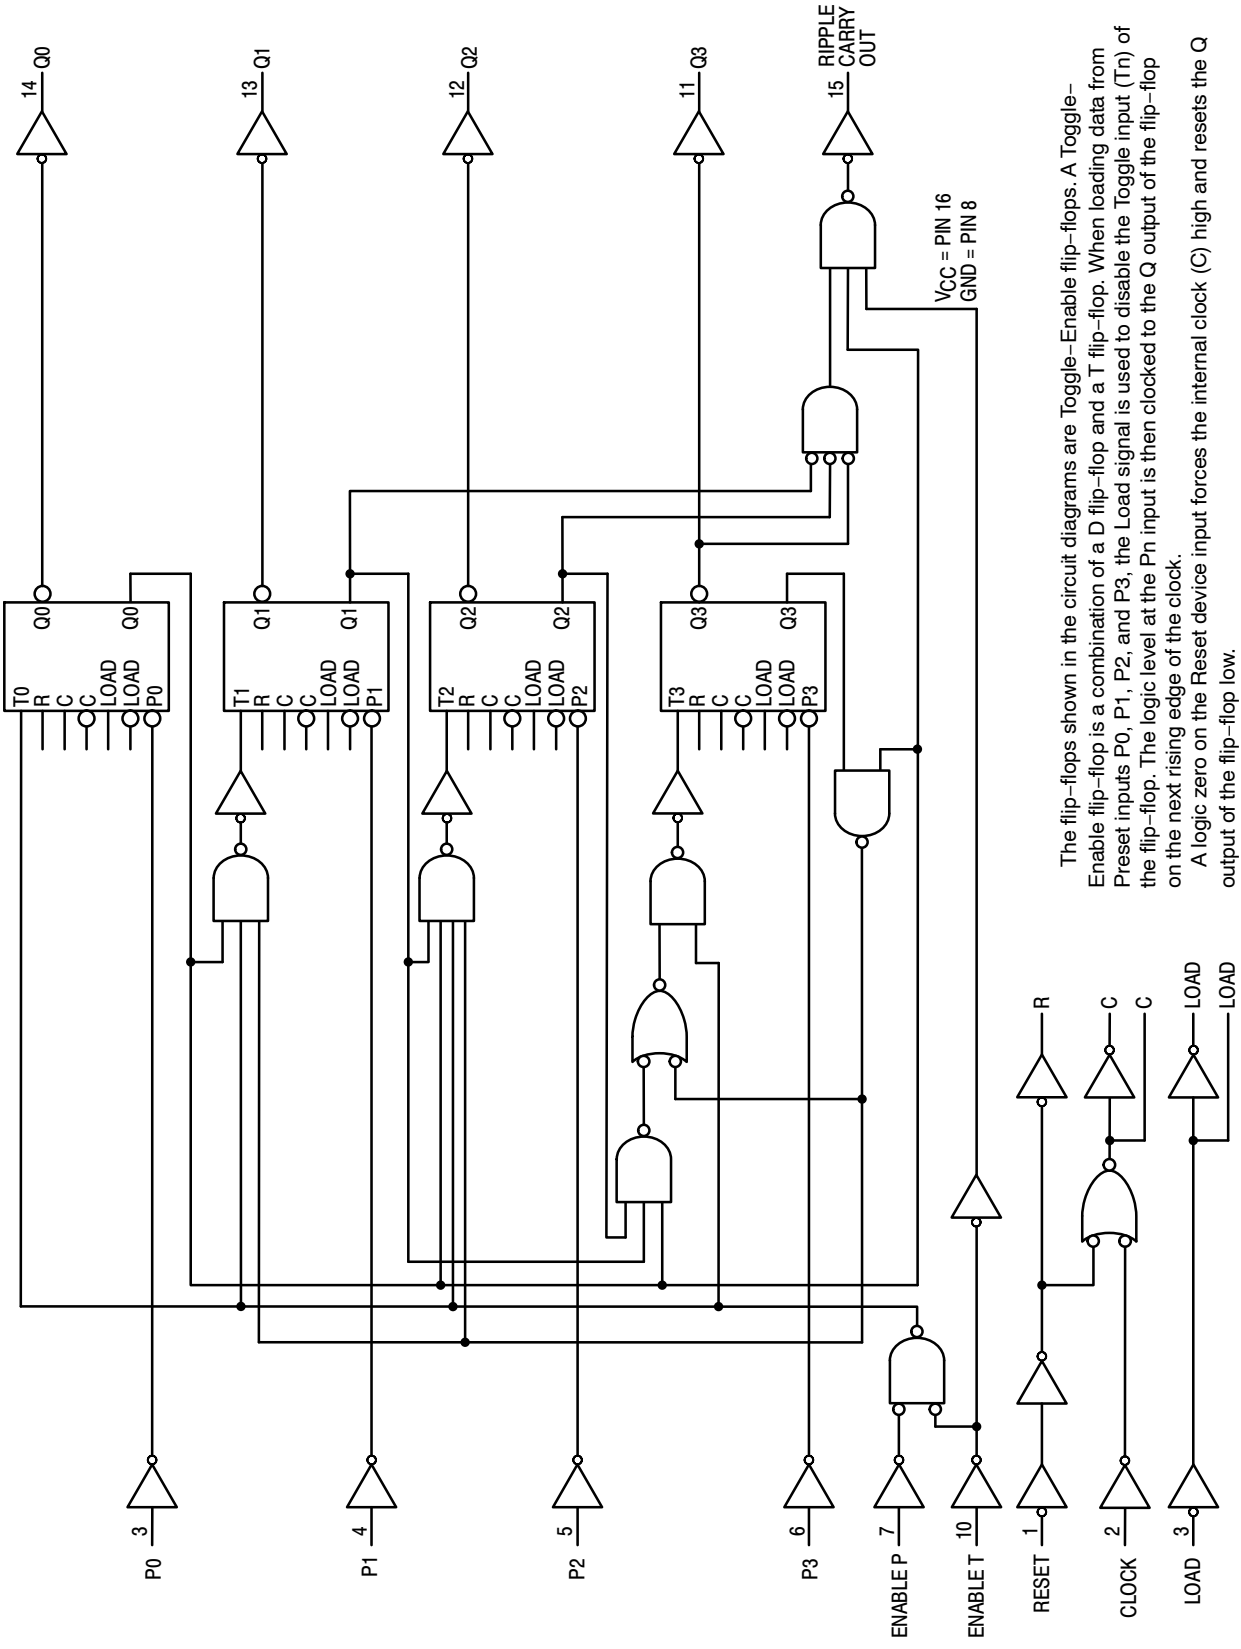 P0 3
P1 4
P2 5
P3 6
ENABLE P 7
ENABLE T 10
RESET 1
CLOCK 2
LOAD 3
R
C
C
LOAD
LOAD
T0
R
C
C
LOAD
LOAD
P0
Q0
Q0
T1
R
C
C
LOAD
LOAD
P1
Q1
Q1
T2
R
C
C
LOAD
LOAD
P2
Q2
Q2
T3
R
C
C
LOAD
LOAD
P3
Q3
Q3
14 Q0
13 Q1
12 Q2
11 Q3
15 RIPPLE
CARRY
OUT
VCC = PIN 16
GND = PIN 8
The flip−flops shown in the circuit diagrams are Toggle−Enable flip−flops. A Toggle−
Enable flip−flop is a combination of a D flip−flop and a T flip−flop. When loading data from
Preset inputs P0, P1, P2, and P3, the Load signal is used to disable the Toggle input (Tn) of
the flip−flop. The logic level at the Pn input is then clocked to the Q output of the flip−flop
on the next rising edge of the clock.
A logic zero on the Reset device input forces the internal clock (C) high and resets the Q
output of the flip−flop low.